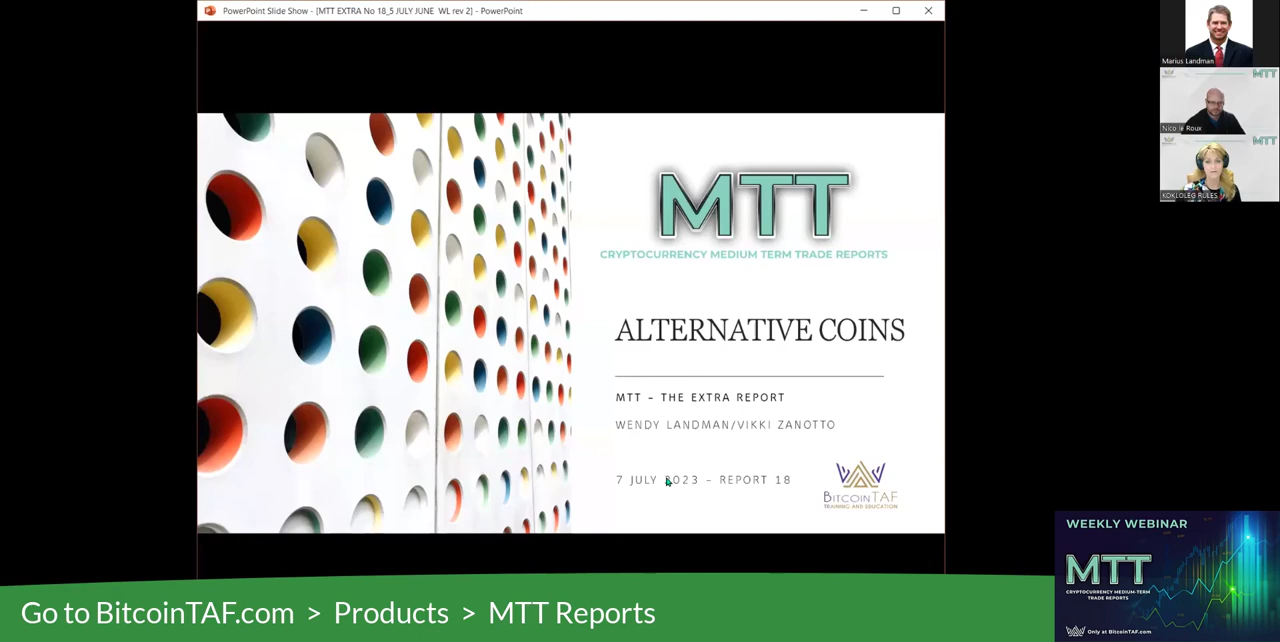 PowerPoint Slide Show - [MTT EXTRA No 18_5 JULY JUNE  WL rev 2] - PowerPoint
Marius Landman
MTT
Nico le Roux
MTT
KOKLOLEG RULES
MTT
CRYPTOCURRENCY MEDIUM TERM TRADE REPORTS
ALTERNATIVE COINS
MTT – THE EXTRA REPORT
WENDY LANDMAN/VIKKI ZANOTTO
7 JULY 2023 – REPORT 18
BITCOINTAF
TRAINING AND EDUCATION
Go to BitcoinTAF.com > Products > MTT Reports
WEEKLY WEBINAR
MTT
CRYPTOCURRENCY MEDIUM-TERM
TRADE REPORTS
Only at BitcoinTAF.com